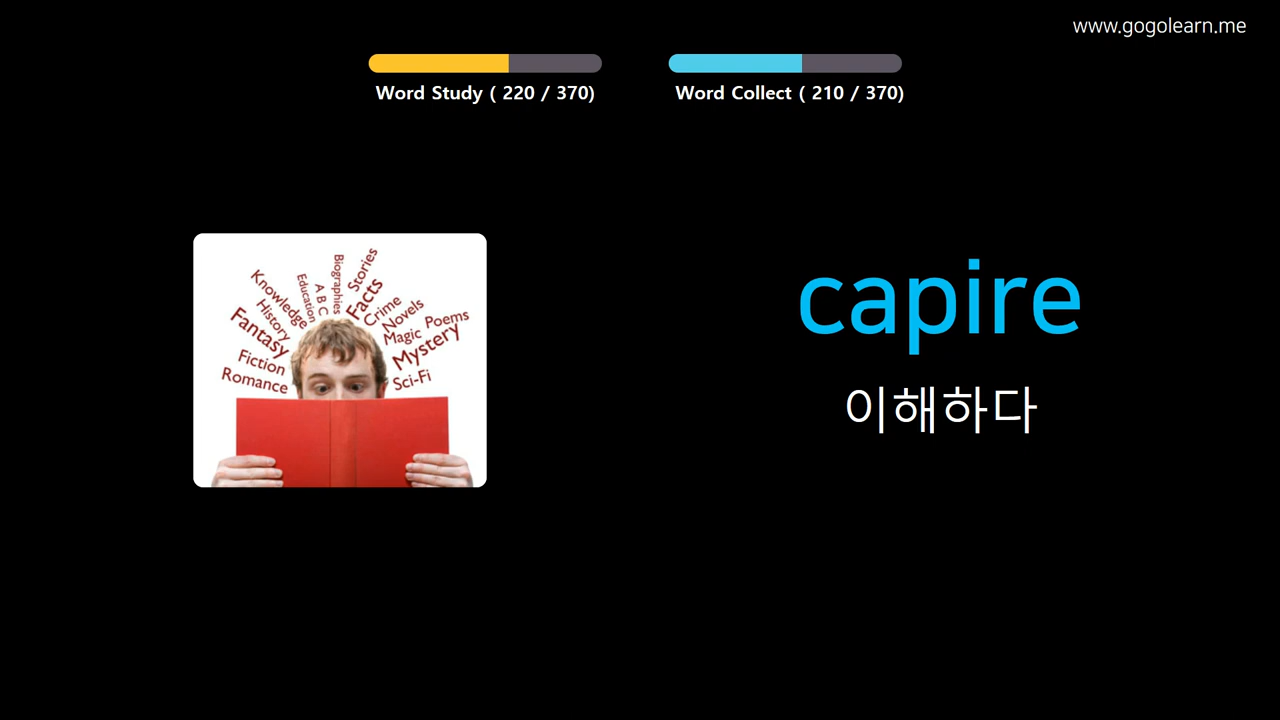 www.gogolearn.me
Word Study ( 220 / 370)
Word Collect ( 210 / 370)
Knowledge
History
Fantasy
Fiction
Romance
Education
A B C
Biographies
Stories
Facts
Crime
Novels
Magic
Poems
Mystery
Sci-Fi
capire
이해하다